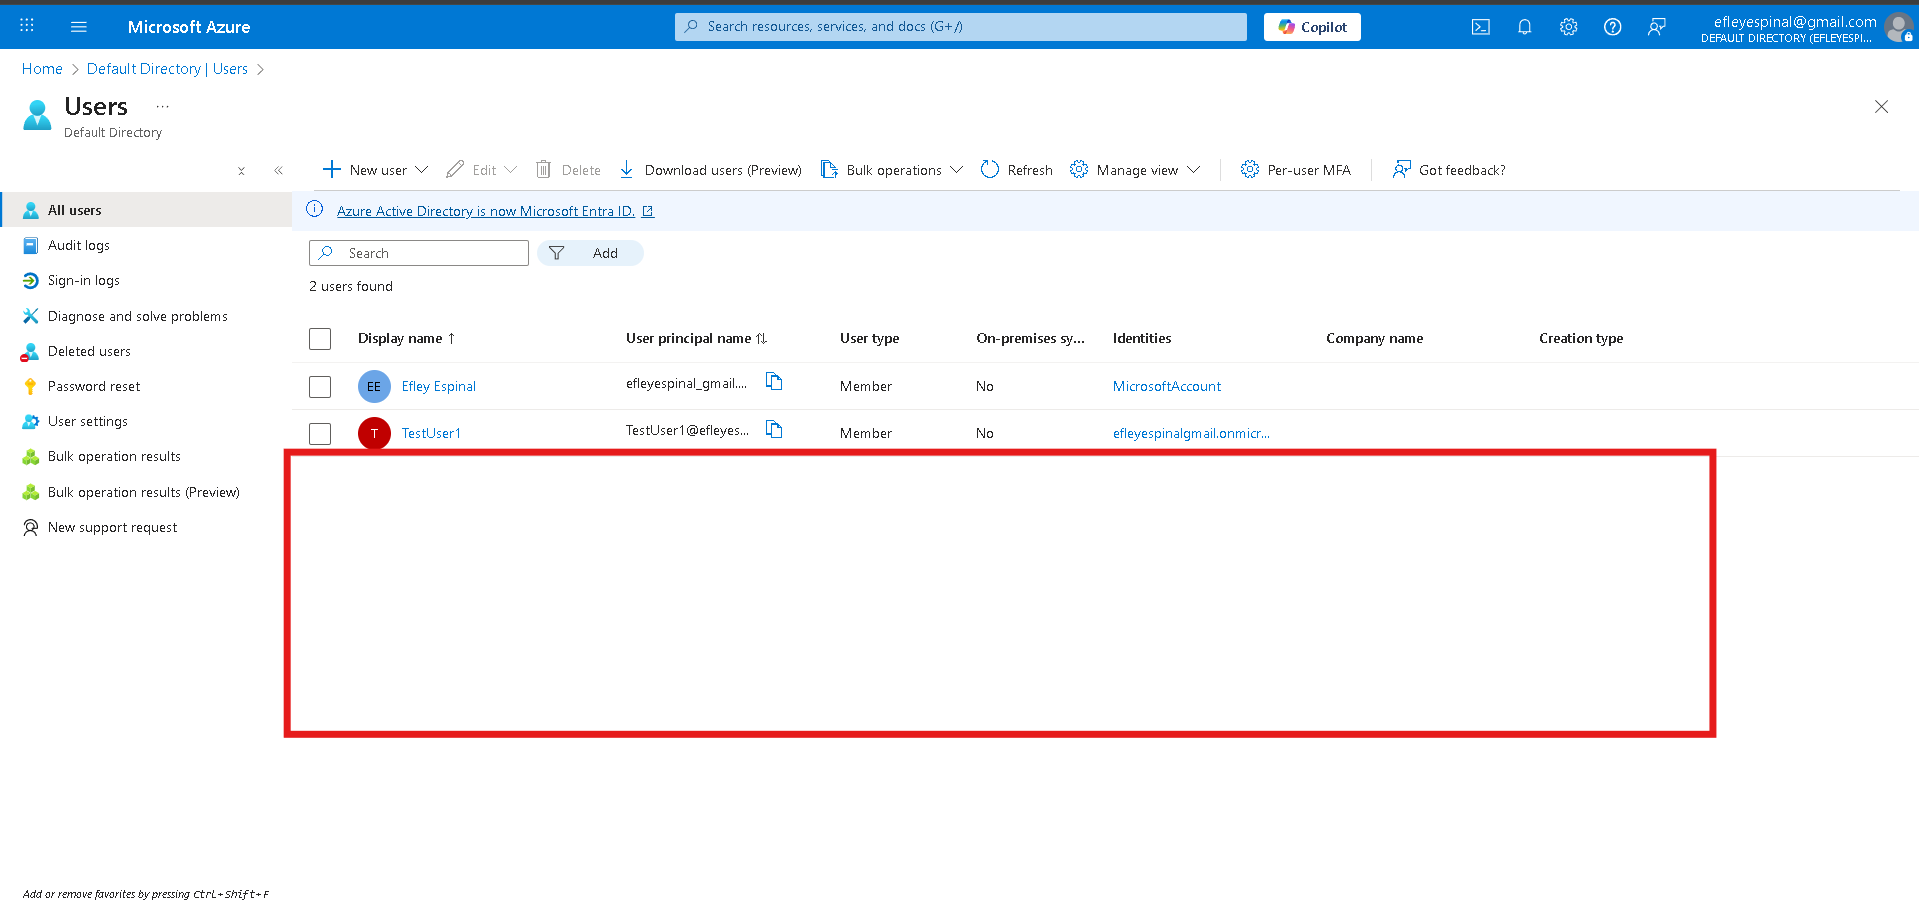 Microsoft Azure
Search resources, services, and docs (G+/)
Copilot
efleyespinal@gmail.com
DEFAULT DIRECTORY (EFLEYESPI...
Home
Default Directory | Users
Users
...
Default Directory
New user
Edit
Delete
Download users (Preview)
Bulk operations
Refresh
Manage view
Per-user MFA
Got feedback?
All users
Audit logs
Sign-in logs
Diagnose and solve problems
Deleted users
Password reset
User settings
Bulk operation results
Bulk operation results (Preview)
New support request
Azure Active Directory is now Microsoft Entra ID.
Search
Add
2 users found
Display name ↑ User principal name ↑↓ User type On-premises sy... Identities Company name Creation type
EE Efley Espinal efleyespinal_gmail.... Member No MicrosoftAccount
T TestUser1 TestUser1@efleyes... Member No efleyespinalgmail.onmicr...
Add or remove favorites by pressing Ctrl+Shift+F